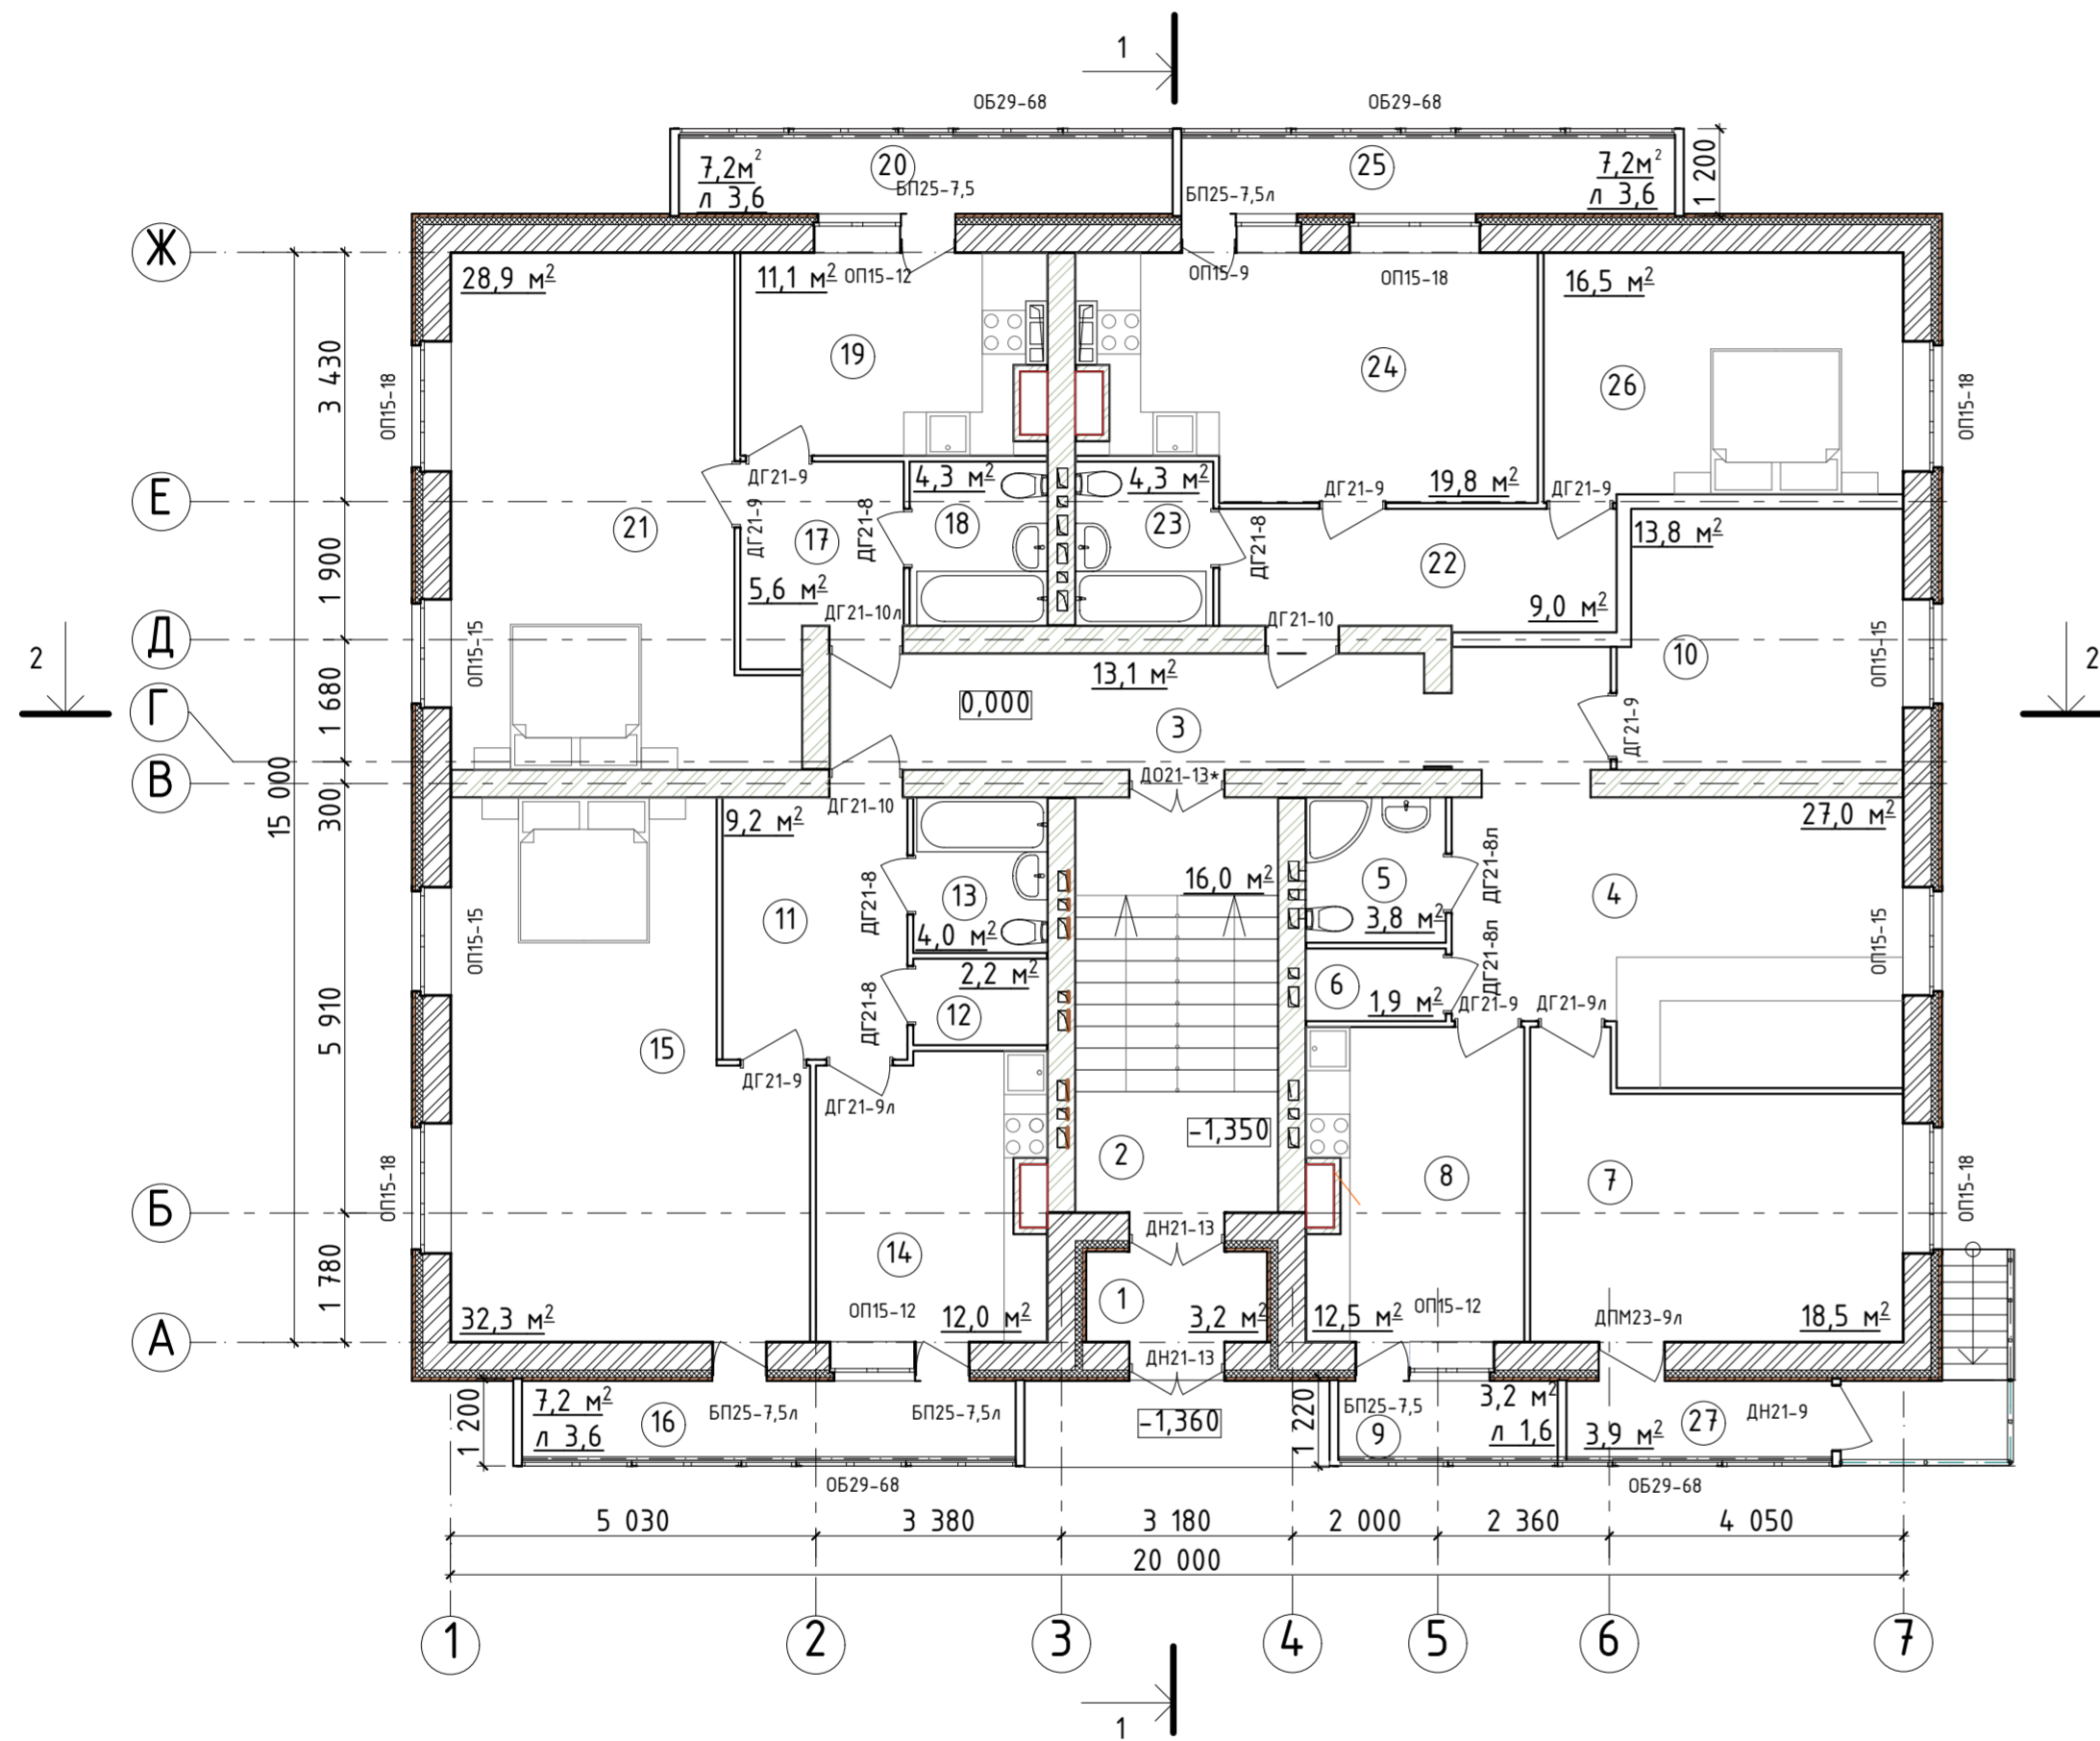 1
ОБ29-68
ОБ29-68
7,2м²
л 3,6
20
БП25-7,5
БП25-7,5л
25
7,2м²
л 3,6
1 200
Ж
28,9 м²
11,1 м²
ОП15-12
ОП15-9
ОП15-18
16,5 м²
3 430
ОП15-18
19
24
26
ОП15-18
Е
ДГ21-9
4,3 м²
4,3 м²
ДГ21-9
19,8 м²
ДГ21-9
21
ДГ21-9
17
ДГ21-8
18
23
ДГ21-8
22
13,8 м²
1 900
5,6 м²
ДГ21-10л
ДГ21-10
9,0 м²
2
Д
ОП15-15
10
ОП15-15
2
Г
1 680
13,1 м²
0,000
3
ДГ21-9
В
15 000
300
ДО21-13*
ДГ21-10
9,2 м²
27,0 м²
16,0 м²
11
ДГ21-8
13
4,0 м²
5
3,8 м²
ДГ21-8л
4
ОП15-15
ОП15-15
5 910
2,2 м²
12
ДГ21-8
6
1,9 м²
ДГ21-8л
ДГ21-9
ДГ21-9л
15
ДГ21-9
ДГ21-9л
-1,350
2
8
7
ОП15-18
ОП15-18
Б
14
ДН21-13
1 780
1
32,3 м²
ОП15-12
12,0 м²
3,2 м²
12,5 м²
ОП15-12
ДПМ23-9л
18,5 м²
А
ДН21-13
1 200
7,2 м²
л 3,6
16
БП25-7,5л
БП25-7,5л
-1,360
1 220
БП25-7,5
9
3,2 м²
л 1,6
3,9 м²
27
ДН21-9
ОБ29-68
ОБ29-68
5 030
3 380
3 180
2 000
2 360
4 050
20 000
1
2
3
4
5
6
7
1